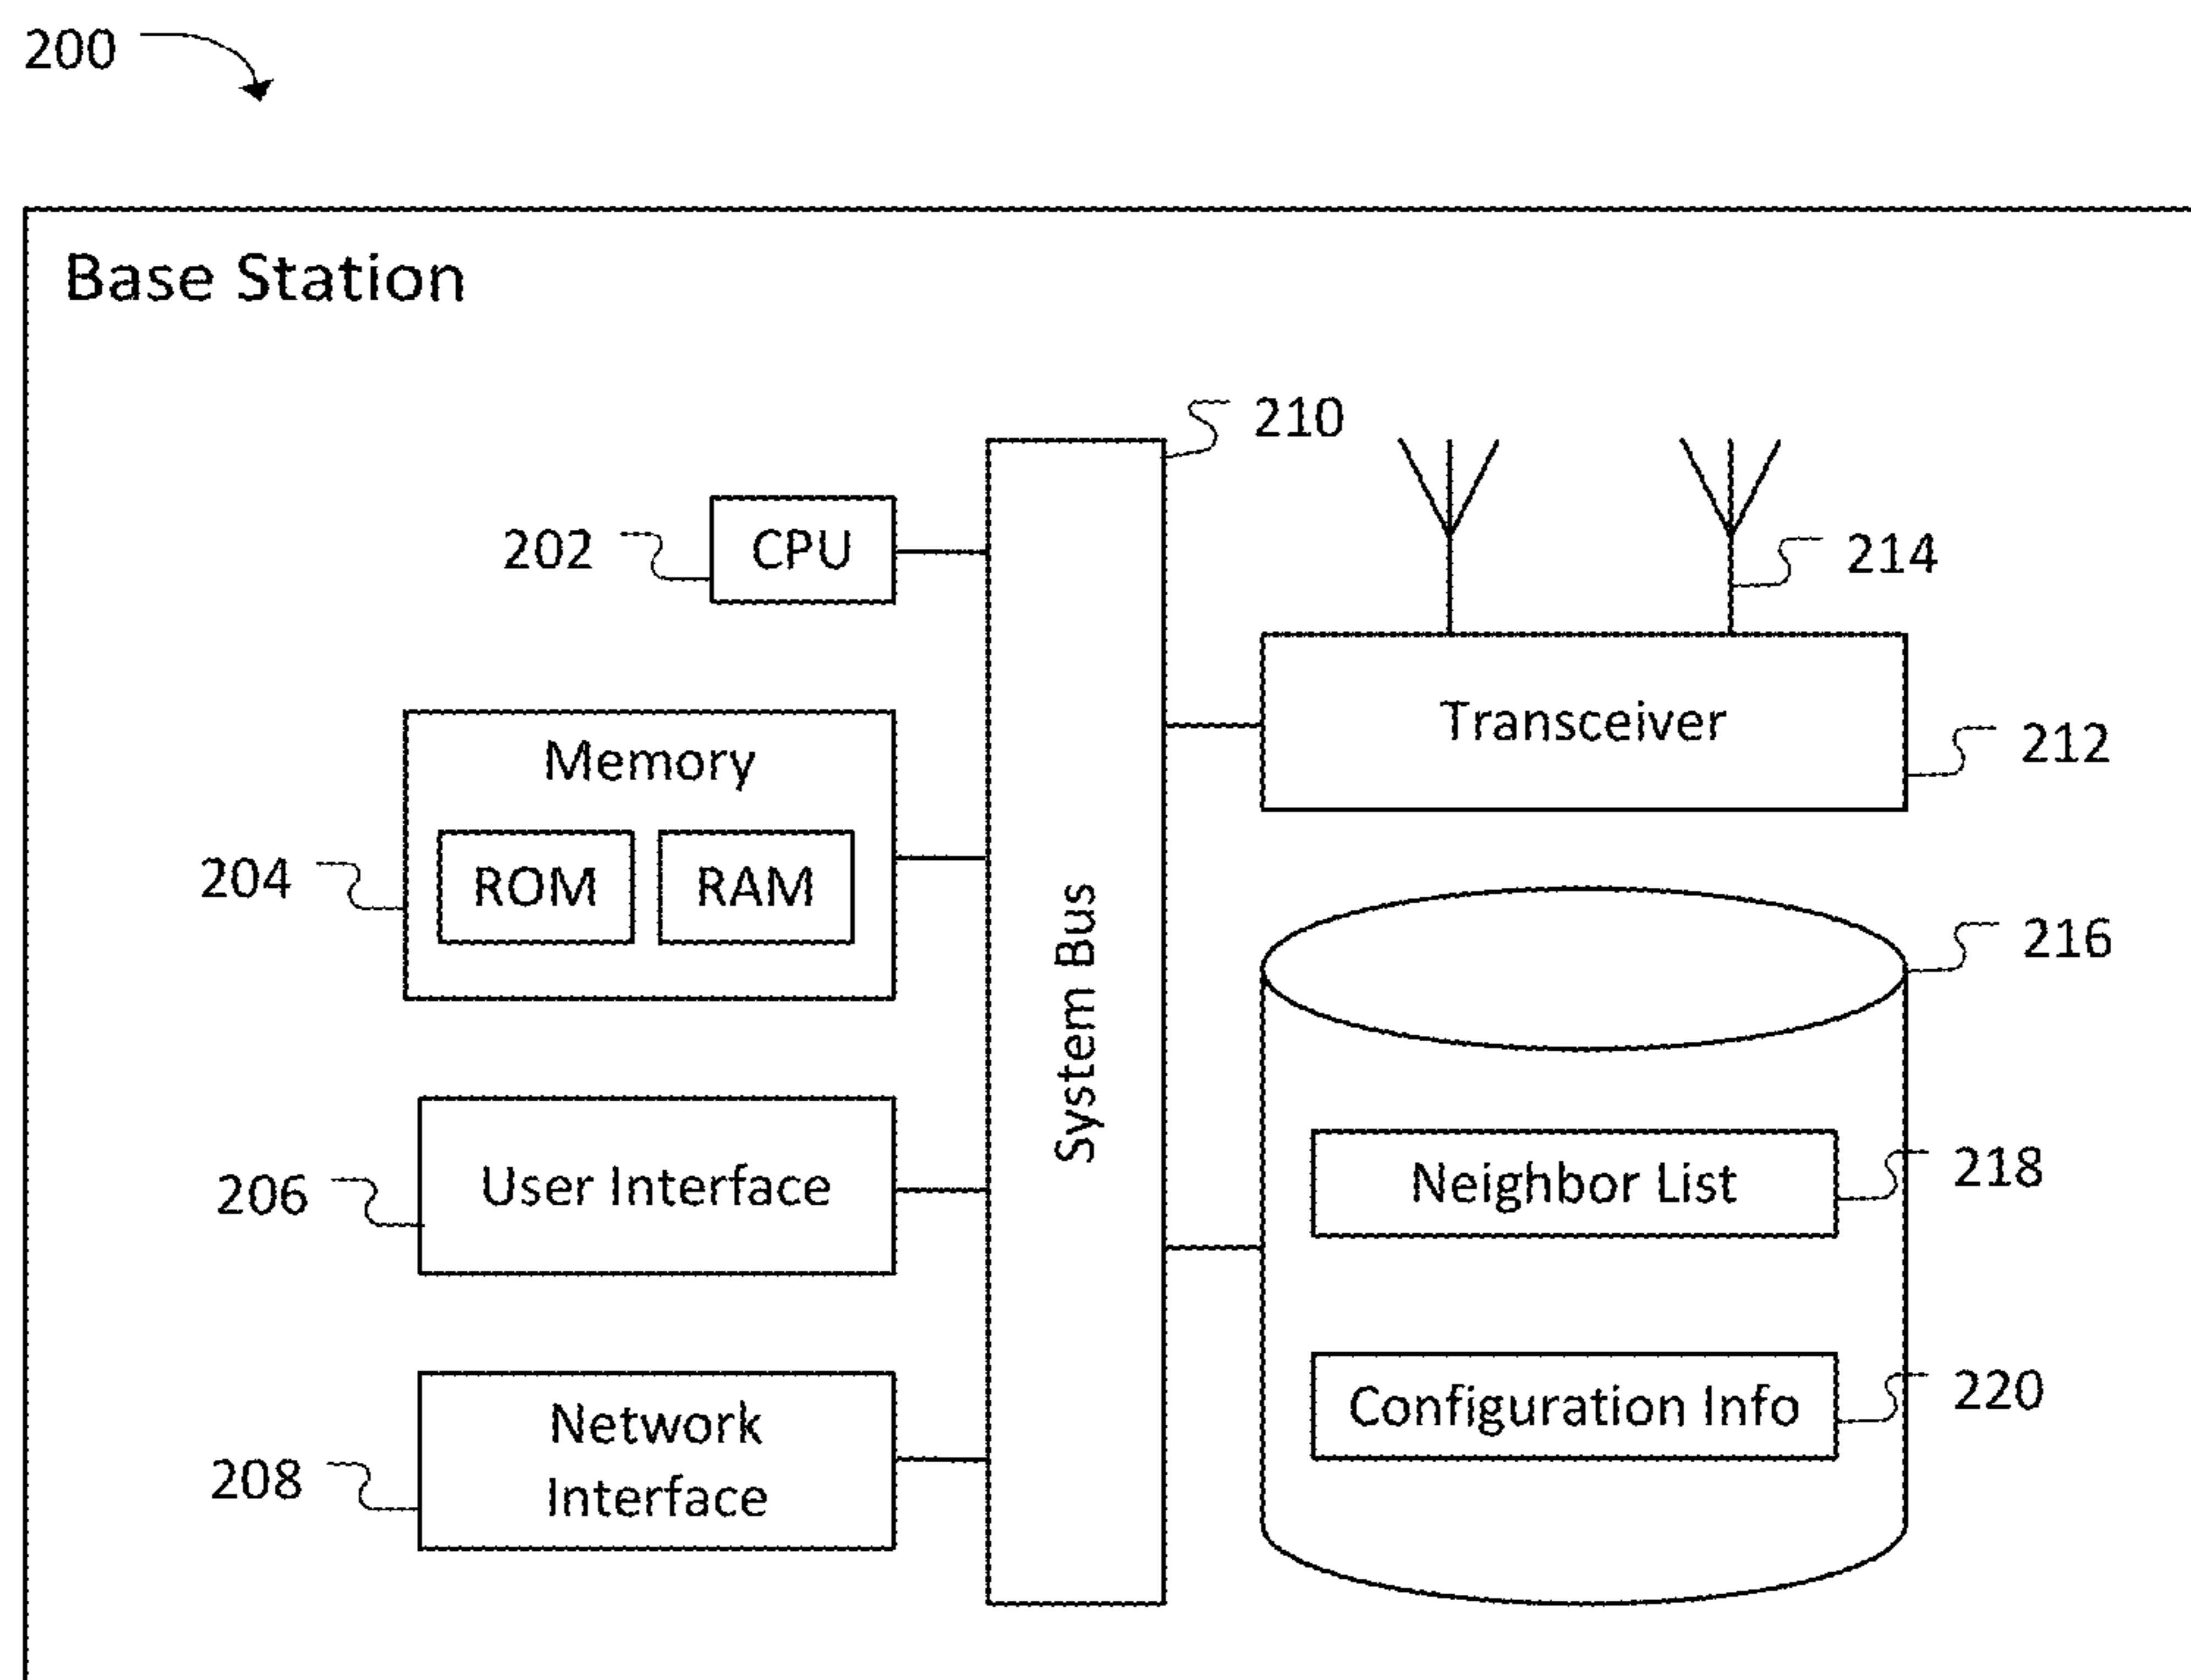 200
Base Station
210
202
CPU
214
Transceiver
212
Memory
204
ROM
RAM
216
System Bus
Neighbor List
218
206
User Interface
Configuration Info
220
Network
Interface
208